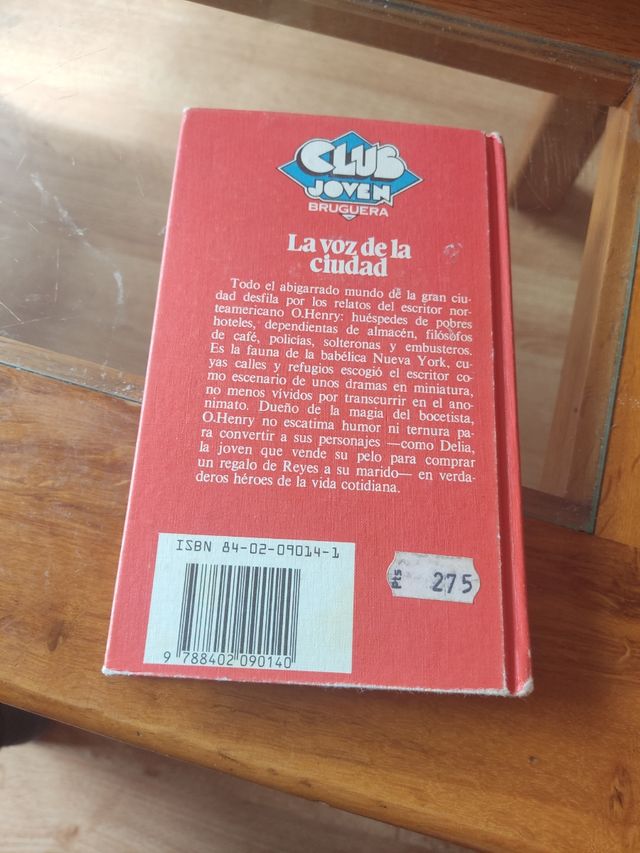 CLUB
JOVEN
BRUGUERA
La voz de la
ciudad
Todo el abigarrado mundo de la gran ciu-
dad desfila por los relatos del escritor nor-
teamericano O.Henry: huéspedes de pobres
hoteles, dependientas de almacén, filósofos
de café, policías, solteronas y embusteros.
Es la fauna de la babélica Nueva York, cu-
yas calles y refugios escogió el escritor co-
mo escenario de unos dramas en miniatura,
no menos vívidos por transcurrir en el ano-
nimato. Dueño de la magia del bocetista,
O.Henry no escatima humor ni ternura pa-
ra convertir a sus personajes —como Delia,
la joven que vende su pelo para comprar
un regalo de Reyes a su marido— en verda-
deros héroes de la vida cotidiana.
ISBN 84-02-09014-1
9 788402 090140
Pts 275